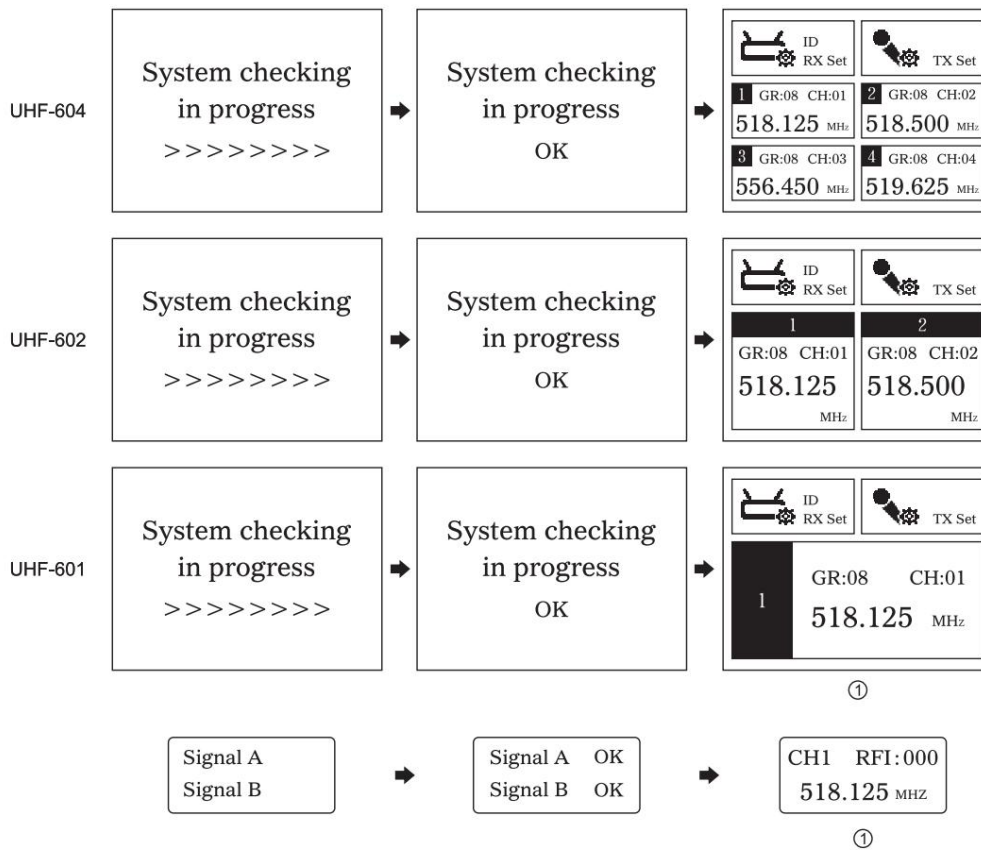 UHF-604
System checking
in progress
>>>>>>>>
System checking
in progress
OK
ID
RX Set
TX Set
1 GR:08 CH:01
518.125 MHz
2 GR:08 CH:02
518.500 MHz
3 GR:08 CH:03
556.450 MHz
4 GR:08 CH:04
519.625 MHz
UHF-602
System checking
in progress
>>>>>>>>
System checking
in progress
OK
ID
RX Set
TX Set
1
GR:08 CH:01
518.125
MHz
2
GR:08 CH:02
518.500
MHz
UHF-601
System checking
in progress
>>>>>>>>
System checking
in progress
OK
ID
RX Set
TX Set
1
GR:08 CH:01
518.125 MHz
①
Signal A
Signal B
Signal A OK
Signal B OK
CH1 RFI:000
518.125 MHZ
①